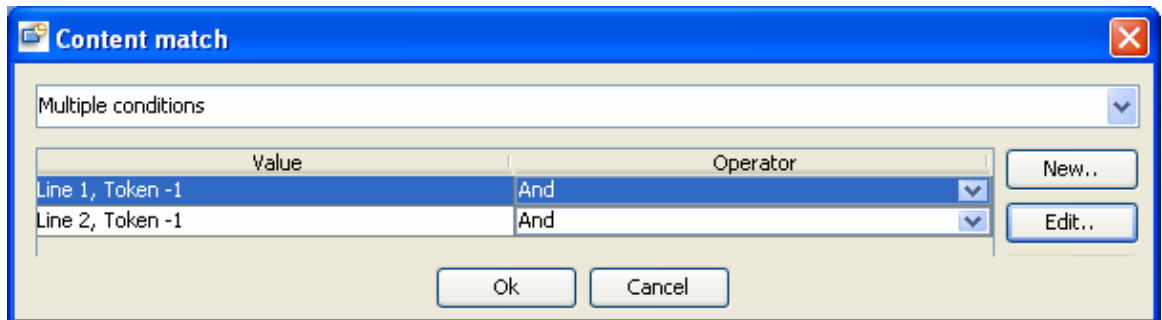 Content match
Multiple conditions
Value Operator
New..
Line 1, Token -1 And
Line 2, Token -1 And
Edit..
Ok Cancel